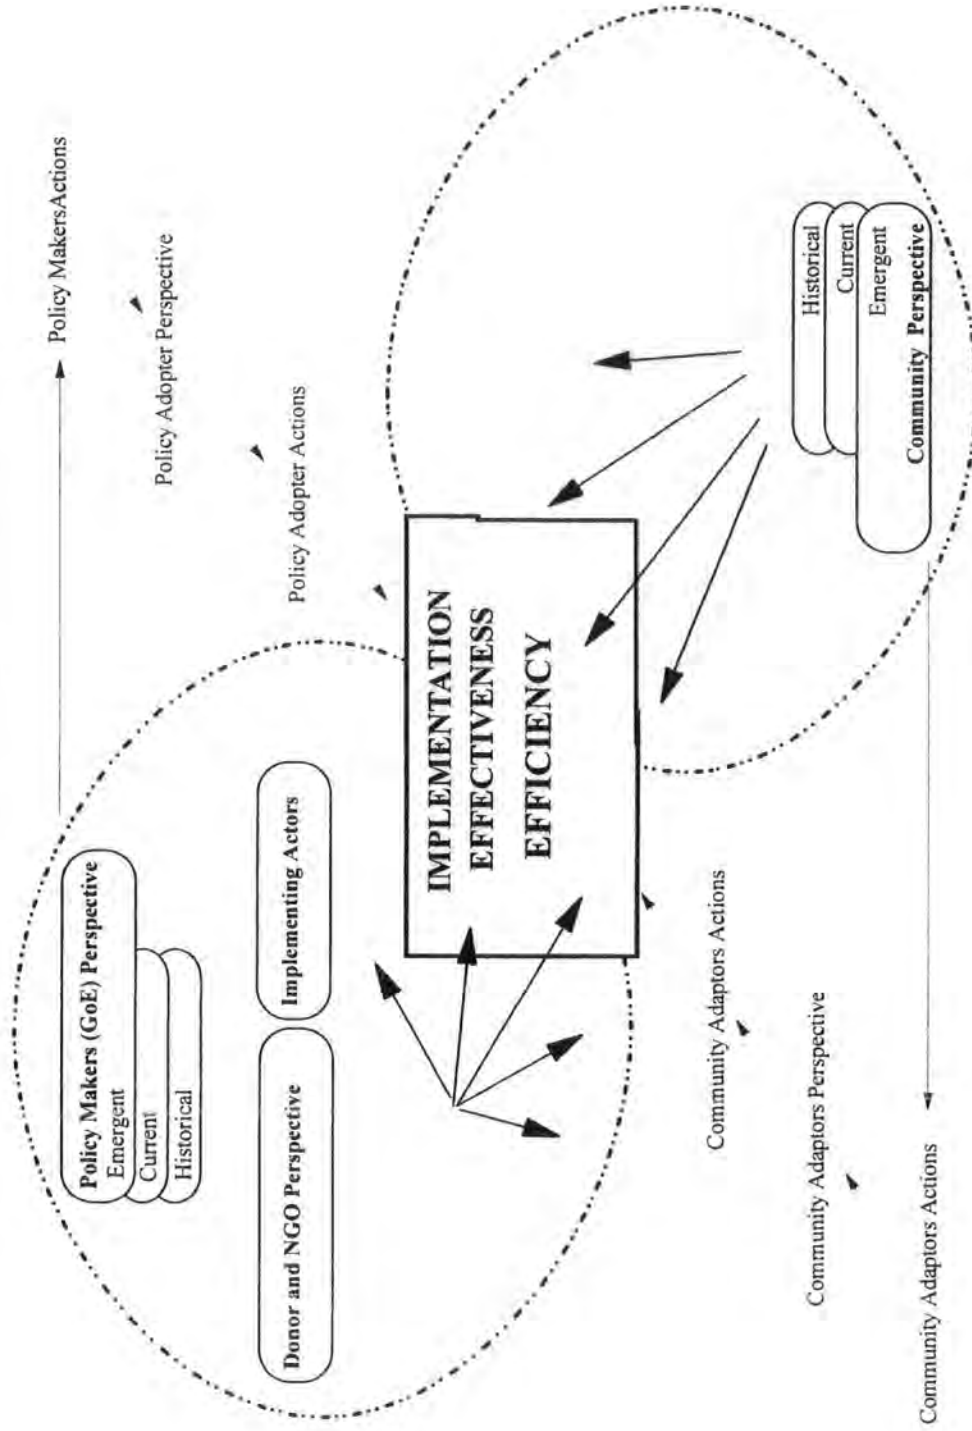 Policy Makers (GoE) Perspective
Emergent
Current
Historical
Policy MakersActions
Policy Adopter Perspective
Policy Adopter Actions
Donor and NGO Perspective
Implementing Actors
IMPLEMENTATION
EFFECTIVENESS
EFFICIENCY
Community Adaptors Actions
Community Adaptors Perspective
Community Adaptors Actions
Historical
Current
Emergent
Community Perspective